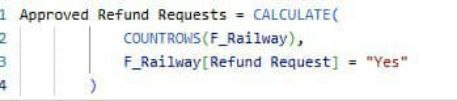 1 Approved Refund Requests = CALCULATE(
2 COUNTROWS(F_Railway),
3 F_Railway[Refund Request] = "Yes"
4 )